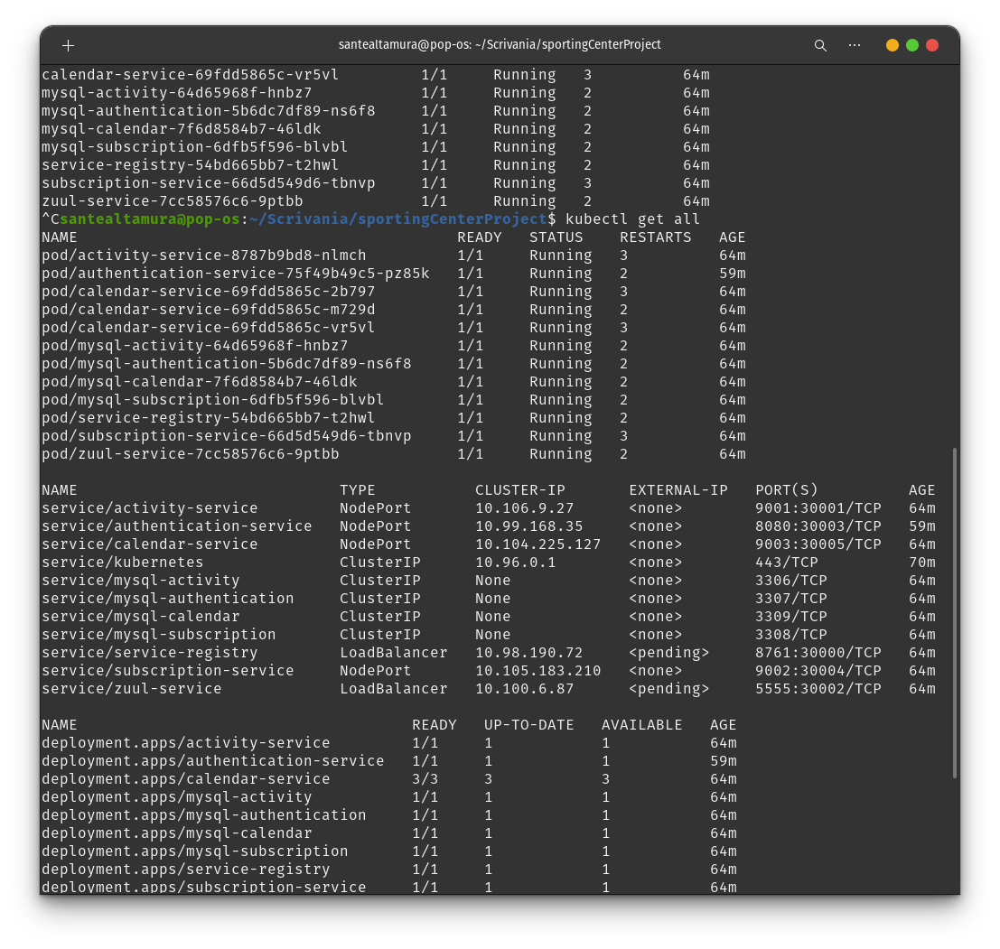 santealtamura@pop-os: ~/Scrivania/sportingCenterProject
calendar-service-69fdd5865c-vr5vl 1/1 Running 3 64m
mysql-activity-64d65968f-hnbz7 1/1 Running 2 64m
mysql-authentication-5b6dc7df89-ns6f8 1/1 Running 2 64m
mysql-calendar-7f6d8584b7-46ldk 1/1 Running 2 64m
mysql-subscription-6dfb5f596-blvbl 1/1 Running 2 64m
service-registry-54bd665bb7-t2hwl 1/1 Running 2 64m
subscription-service-66d5d549d6-tbnvp 1/1 Running 3 64m
zuul-service-7cc58576c6-9ptbb 1/1 Running 2 64m
^Csantealtamura@pop-os:~/Scrivania/sportingCenterProject$ kubectl get all
NAME READY STATUS RESTARTS AGE
pod/activity-service-8787b9bd8-nlmch 1/1 Running 3 64m
pod/authentication-service-75f49b49c5-pz85k 1/1 Running 2 59m
pod/calendar-service-69fdd5865c-2b797 1/1 Running 3 64m
pod/calendar-service-69fdd5865c-m729d 1/1 Running 2 64m
pod/calendar-service-69fdd5865c-vr5vl 1/1 Running 3 64m
pod/mysql-activity-64d65968f-hnbz7 1/1 Running 2 64m
pod/mysql-authentication-5b6dc7df89-ns6f8 1/1 Running 2 64m
pod/mysql-calendar-7f6d8584b7-46ldk 1/1 Running 2 64m
pod/mysql-subscription-6dfb5f596-blvbl 1/1 Running 2 64m
pod/service-registry-54bd665bb7-t2hwl 1/1 Running 2 64m
pod/subscription-service-66d5d549d6-tbnvp 1/1 Running 3 64m
pod/zuul-service-7cc58576c6-9ptbb 1/1 Running 2 64m
NAME TYPE CLUSTER-IP EXTERNAL-IP PORT(S) AGE
service/activity-service NodePort 10.106.9.27 <none> 9001:30001/TCP 64m
service/authentication-service NodePort 10.99.168.35 <none> 8080:30003/TCP 59m
service/calendar-service NodePort 10.104.225.127 <none> 9003:30005/TCP 64m
service/kubernetes ClusterIP 10.96.0.1 <none> 443/TCP 70m
service/mysql-activity ClusterIP None <none> 3306/TCP 64m
service/mysql-authentication ClusterIP None <none> 3307/TCP 64m
service/mysql-calendar ClusterIP None <none> 3309/TCP 64m
service/mysql-subscription ClusterIP None <none> 3308/TCP 64m
service/service-registry LoadBalancer 10.98.190.72 <pending> 8761:30000/TCP 64m
service/subscription-service NodePort 10.105.183.210 <none> 9002:30004/TCP 64m
service/zuul-service LoadBalancer 10.100.6.87 <pending> 5555:30002/TCP 64m
NAME READY UP-TO-DATE AVAILABLE AGE
deployment.apps/activity-service 1/1 1 1 64m
deployment.apps/authentication-service 1/1 1 1 59m
deployment.apps/calendar-service 3/3 3 3 64m
deployment.apps/mysql-activity 1/1 1 1 64m
deployment.apps/mysql-authentication 1/1 1 1 64m
deployment.apps/mysql-calendar 1/1 1 1 64m
deployment.apps/mysql-subscription 1/1 1 1 64m
deployment.apps/service-registry 1/1 1 1 64m
deployment.apps/subscription-service 1/1 1 1 64m